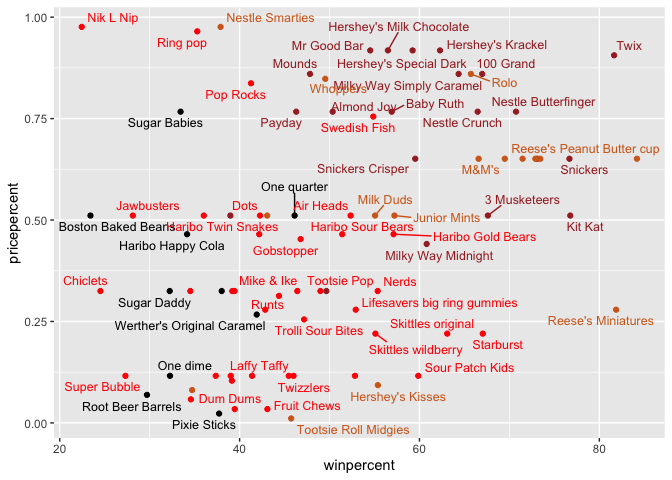 Nik L Nip
Nestle Smarties
Ring pop
Hershey's Milk Chocolate
Mr Good Bar
Hershey's Krackel
Twix
Mounds
Hershey's Special Dark
100 Grand
Whoppers
Milky Way Simply Caramel
Rolo
Pop Rocks
Sugar Babies
Payday
Almond Joy
Baby Ruth
Swedish Fish
Nestle Crunch
Nestle Butterfinger
Snickers Crisper
M&M's
Reese's Peanut Butter cup
Snickers
One quarter
Jawbusters
Dots
Air Heads
Milk Duds
3 Musketeers
Boston Baked Beans
Haribo Twin Snakes
Haribo Sour Bears
Junior Mints
Kit Kat
Haribo Happy Cola
Gobstopper
Haribo Gold Bears
Milky Way Midnight
Chiclets
Mike & Ike
Tootsie Pop
Nerds
Sugar Daddy
Runts
Lifesavers big ring gummies
Reese's Miniatures
Werther's Original Caramel
Trolli Sour Bites
Skittles original
Skittles wildberry
Starburst
One dime
Laffy Taffy
Sour Patch Kids
Super Bubble
Twizzlers
Root Beer Barrels
Dum Dums
Fruit Chews
Hershey's Kisses
Pixie Sticks
Tootsie Roll Midgies
1.00
0.75
0.50
0.25
0.00
pricepercent
20
40
60
80
winpercent